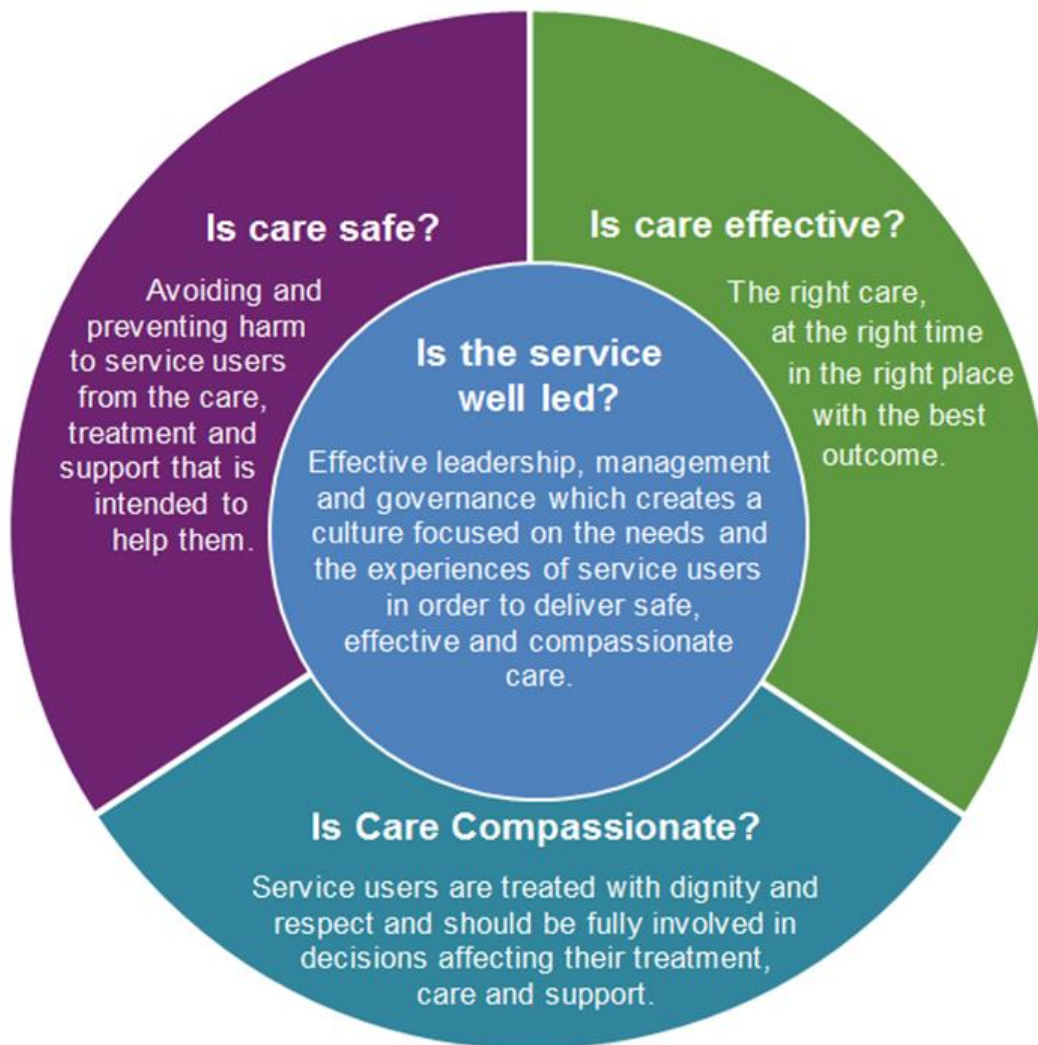 Is care safe?
Avoiding and
preventing harm
to service users
from the care,
treatment and
support that is
intended to
help them.
Is care effective?
The right care,
at the right time
in the right place
with the best
outcome.
Is the service
well led?
Effective leadership, management
and governance which creates a
culture focused on the needs and
the experiences of service users
in order to deliver safe,
effective and compassionate
care.
Is Care Compassionate?
Service users are treated with dignity and
respect and should be fully involved in
decisions affecting their treatment,
care and support.